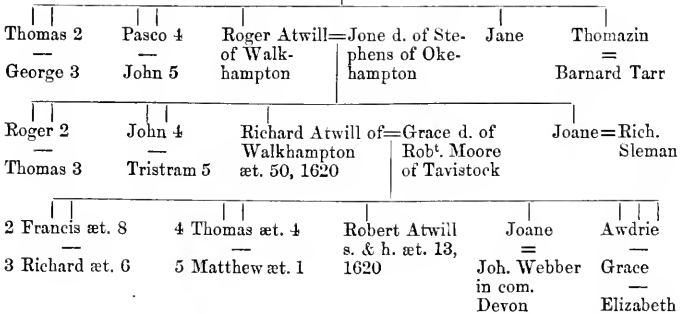 Thomas 2 Pasco 4 Roger Atwill=Jone d. of Ste- Jane Thomazin
— — of Walk- phens of Oke- =
George 3 John 5 hampton hampton Barnard Tarr
Roger 2 John 4 Richard Atwill of=Grace d. of Joane=Rich.
— — Walkhampton Robt. Moore Sleman
Thomas 3 Tristram 5 æt. 50, 1620 of Tavistock
2 Francis æt. 8 4 Thomas æt. 4 Robert Atwill Joane Awdrie
— — s. & h. æt. 13, = —
3 Richard æt. 6 5 Matthew æt. 1 1620 Joh. Webber Grace
in com. —
Devon Elizabeth